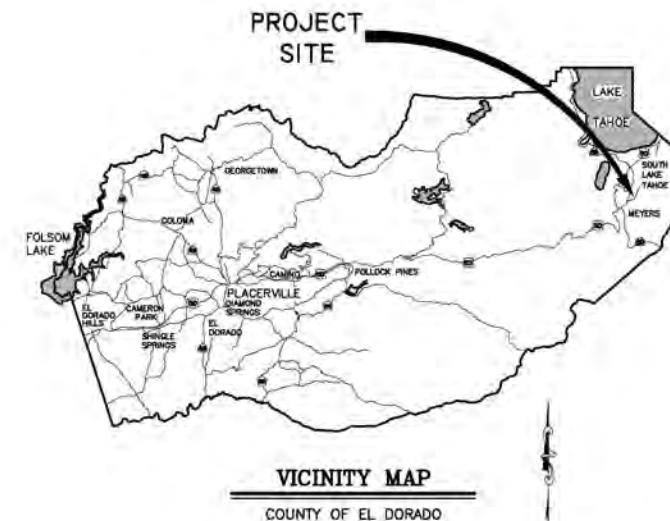 PROJECT
SITE
LAKE
TAHOE
SOUTH
LAKE
TAHOE
MEYERS
GEORGETOWN
COLOMA
FOLSOM
LAKE
CAMINO
POLLOCK PINES
PLACERVILLE
DIAMOND
SPRINGS
EL
DORADO
HILLS
CAMERON
PARK
EL
DORADO
SHINGLE
SPRINGS
VICINITY MAP
COUNTY OF EL DORADO